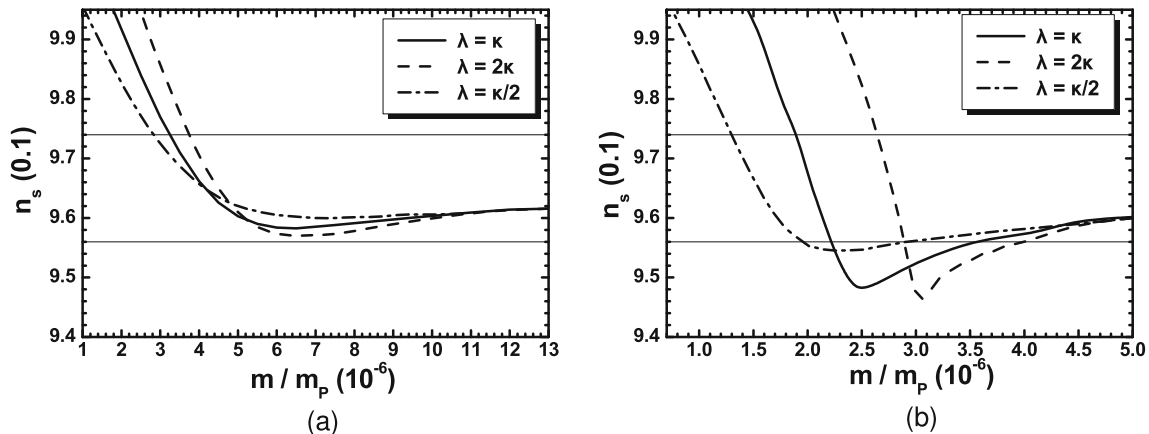 9.9
9.8
9.7
9.6
9.5
9.4
n_s (0.1)
λ = κ
λ = 2κ
λ = κ/2
1 2 3 4 5 6 7 8 9 10 11 12 13
m / m_P (10^-6)
(a)
9.9
9.8
9.7
9.6
9.5
9.4
n_s (0.1)
λ = κ
λ = 2κ
λ = κ/2
1.0 1.5 2.0 2.5 3.0 3.5 4.0 4.5 5.0
m / m_P (10^-6)
(b)